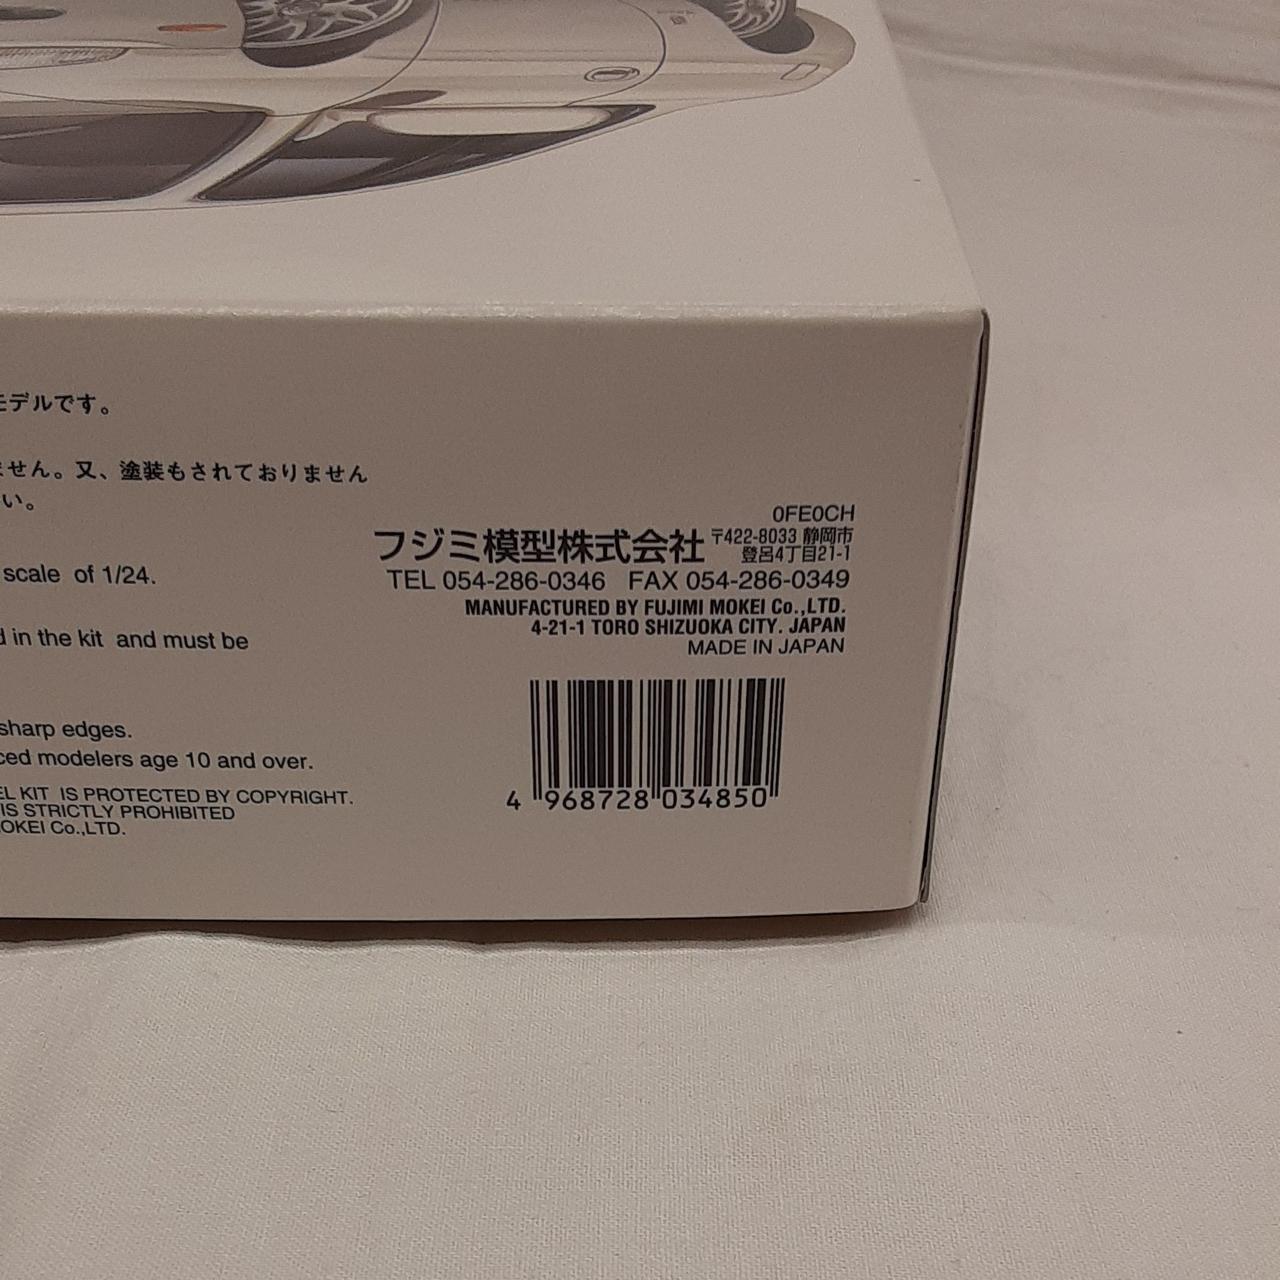 モデルです。
ません。又、塗装もされておりません
い。
scale of 1/24.
in the kit and must be
sharp edges.
ced modelers age 10 and over.
EL KIT IS PROTECTED BY COPYRIGHT.
IS STRICTLY PROHIBITED
MOKEI Co.,LTD.
0FE0CH
フジミ模型株式会社 〒422-8033 静岡市
登呂4丁目21-1
TEL 054-286-0346 FAX 054-286-0349
MANUFACTURED BY FUJIMI MOKEI Co.,LTD.
4-21-1 TORO SHIZUOKA CITY. JAPAN
MADE IN JAPAN
4 968728 034850